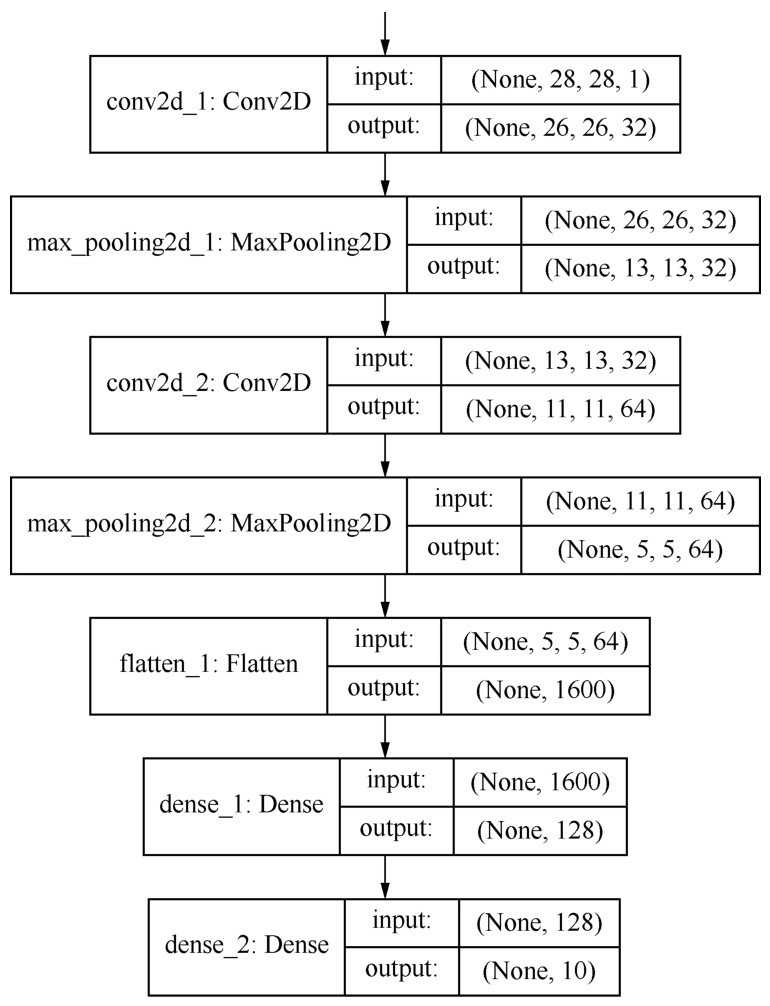 conv2d_1: Conv2D
input:
(None, 28, 28, 1)
output:
(None, 26, 26, 32)
max_pooling2d_1: MaxPooling2D
input:
(None, 26, 26, 32)
output:
(None, 13, 13, 32)
conv2d_2: Conv2D
input:
(None, 13, 13, 32)
output:
(None, 11, 11, 64)
max_pooling2d_2: MaxPooling2D
input:
(None, 11, 11, 64)
output:
(None, 5, 5, 64)
flatten_1: Flatten
input:
(None, 5, 5, 64)
output:
(None, 1600)
dense_1: Dense
input:
(None, 1600)
output:
(None, 128)
dense_2: Dense
input:
(None, 128)
output:
(None, 10)